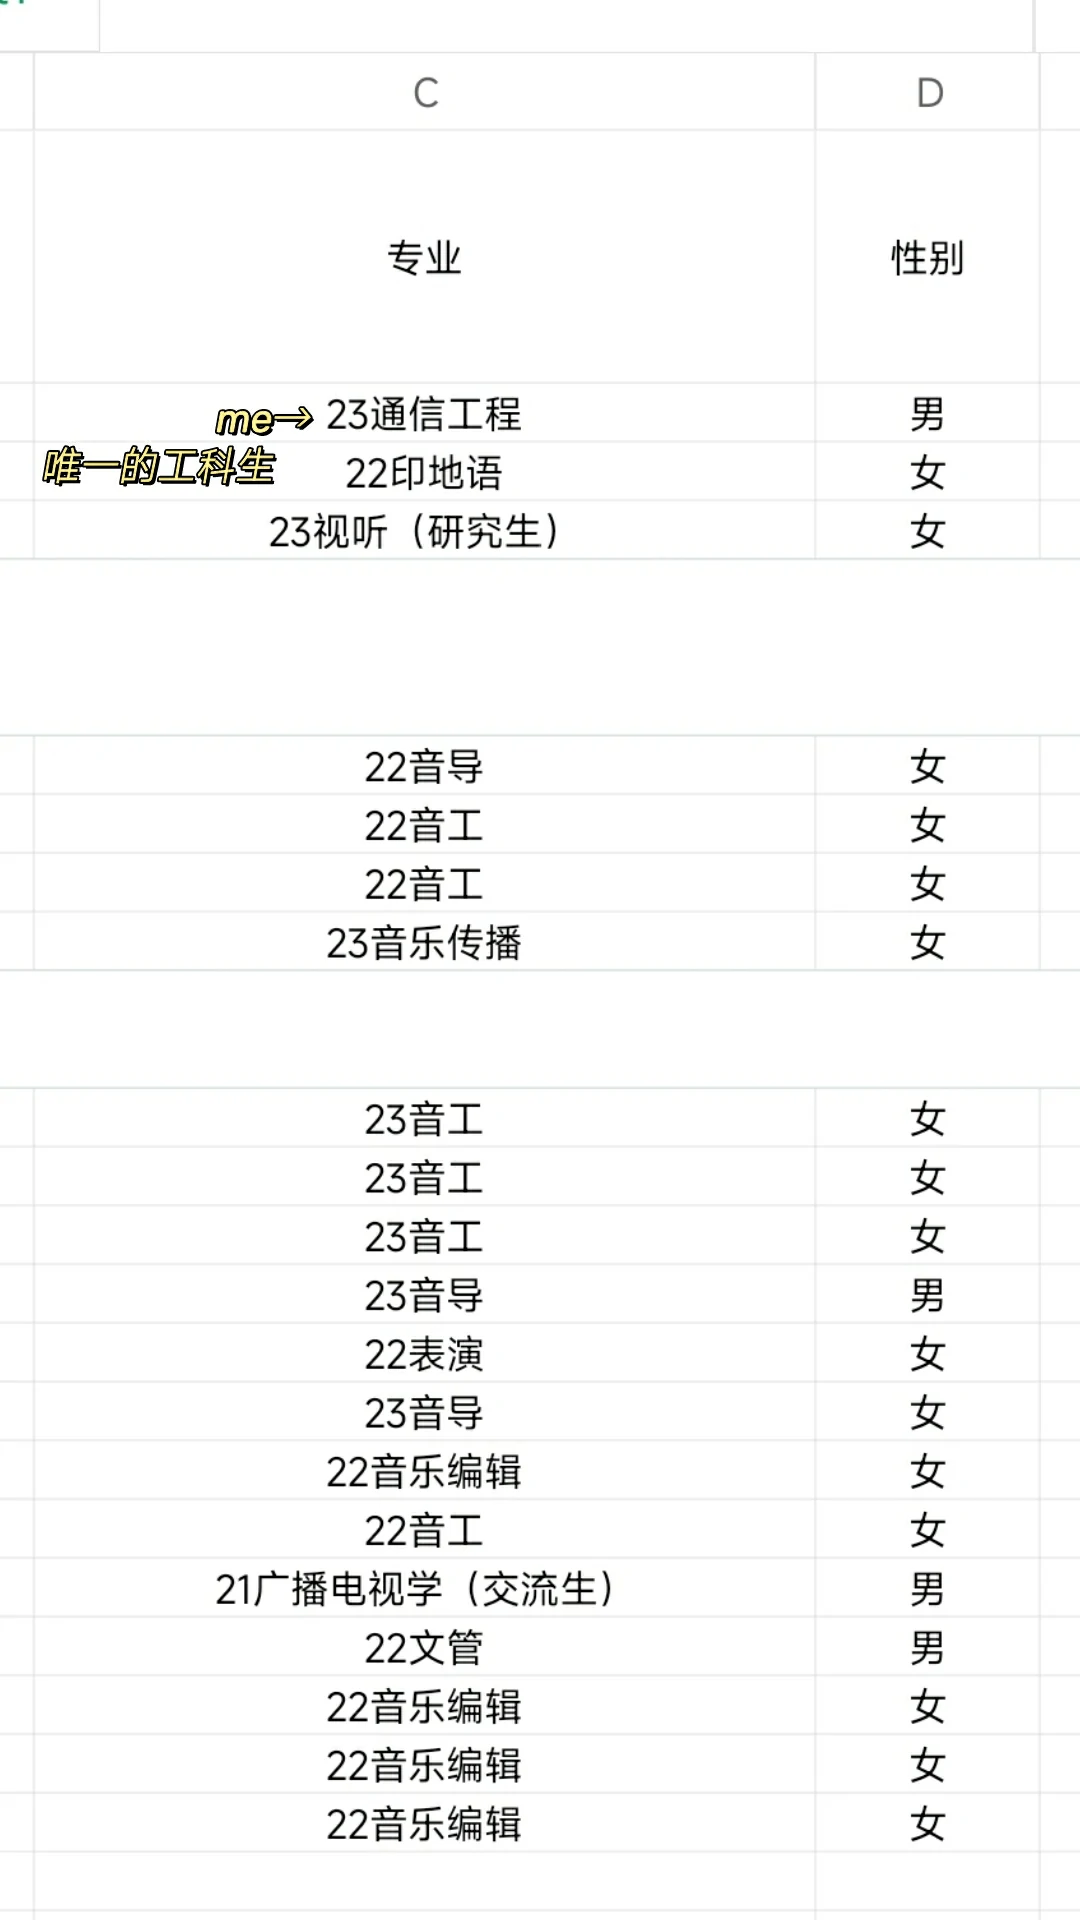 C D
专业 性别
me→ 23通信工程 男
唯一的工科生 22印地语 女
23视听（研究生） 女
22音导 女
22音工 女
22音工 女
23音乐传播 女
23音工 女
23音工 女
23音工 女
23音导 男
22表演 女
23音导 女
22音乐编辑 女
22音工 女
21广播电视学（交流生） 男
22文管 男
22音乐编辑 女
22音乐编辑 女
22音乐编辑 女